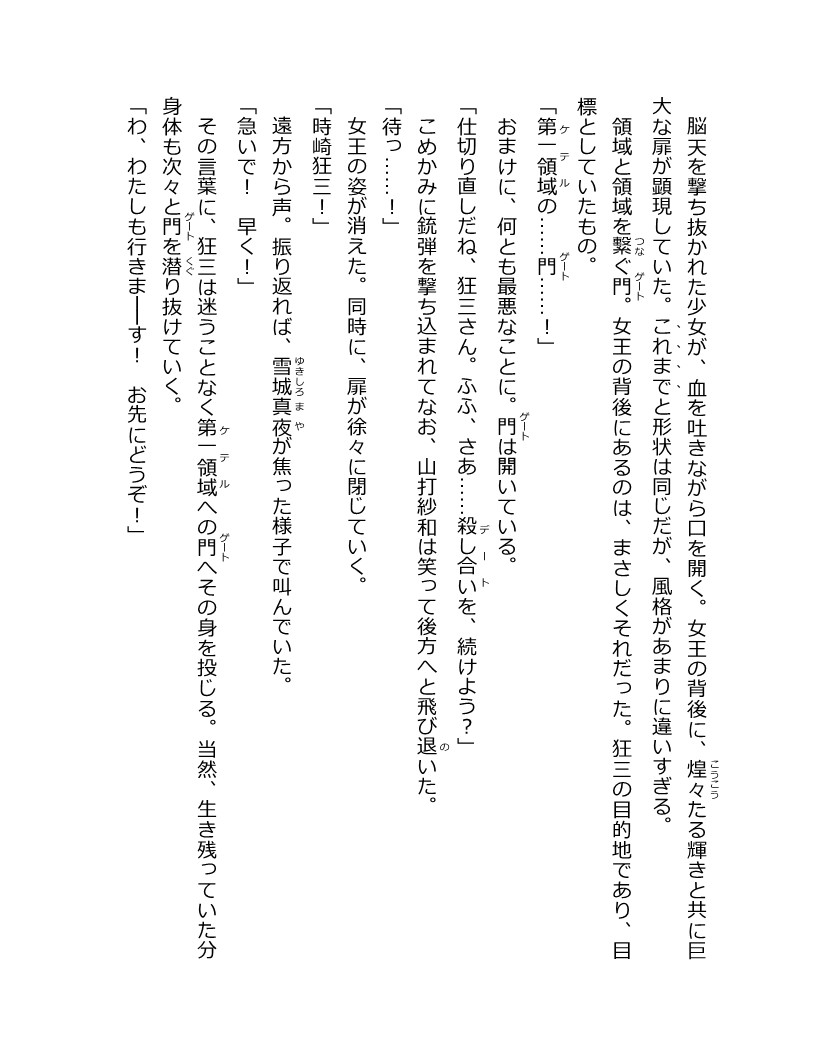 脳天を撃ち抜かれた少女が、血を吐きながら口を開く。女王の背後に、煌々たる輝きと共に巨
大な扉が顕現していた。これまでと形状は同じだが、風格があまりに違いすぎる。
　領域と領域を繋ぐ門。女王の背後にあるのは、まさしくそれだった。狂三の目的地であり、目
標としていたもの。
「第一領域の……門……！」
　おまけに、何とも最悪なことに。門は開いている。
「仕切り直しだね、狂三さん。ふふ、さあ……殺し合いを、続けよう？」
　こめかみに銃弾を撃ち込まれてなお、山打紗和は笑って後方へと飛び退いた。
「待っ……！」
　女王の姿が消えた。同時に、扉が徐々に閉じていく。
「時崎狂三！」
　遠方から声。振り返れば、雪城真夜が焦った様子で叫んでいた。
「急いで！　早く！」
　その言葉に、狂三は迷うことなく第一領域への門へその身を投じる。当然、生き残っていた分
身体も次々と門を潜り抜けていく。
「わ、わたしも行きま――す！　お先にどうぞ！」